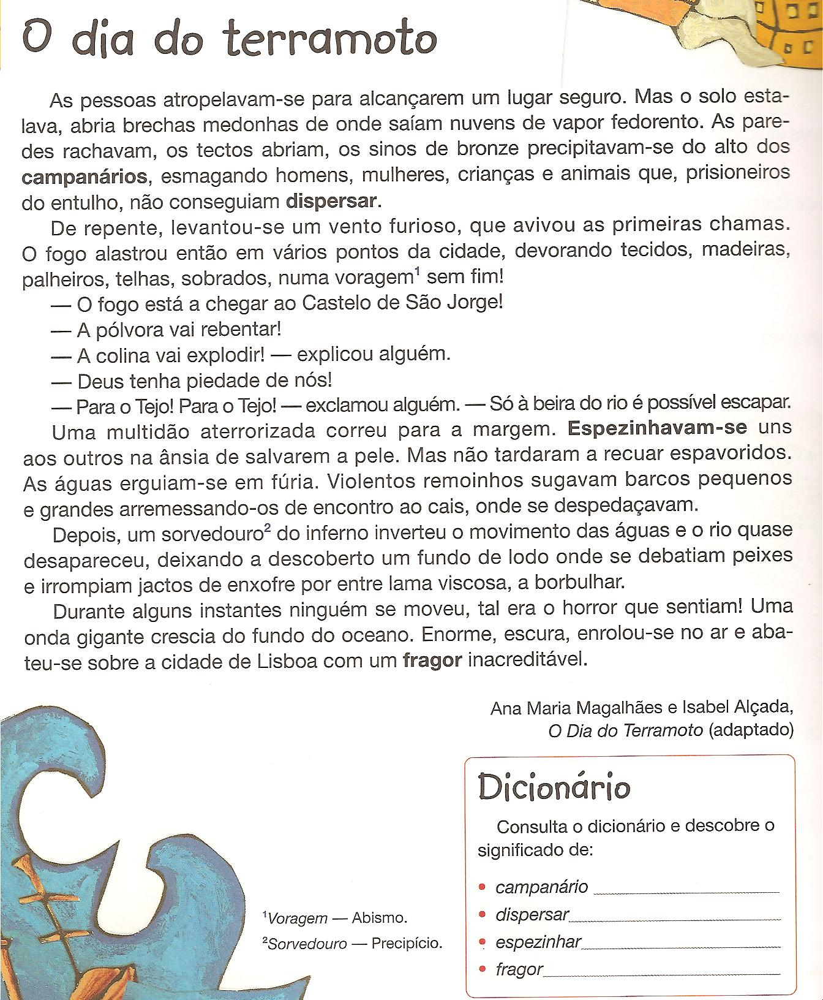 O dia do terramoto
As pessoas atropelavam-se para alcançarem um lugar seguro. Mas o solo esta-
lava, abria brechas medonhas de onde saíam nuvens de vapor fedorento. As pare-
des rachavam, os tectos abriam, os sinos de bronze precipitavam-se do alto dos
campanários, esmagando homens, mulheres, crianças e animais que, prisioneiros
do entulho, não conseguiam dispersar.
De repente, levantou-se um vento furioso, que avivou as primeiras chamas.
O fogo alastrou então em vários pontos da cidade, devorando tecidos, madeiras,
palheiros, telhas, sobrados, numa voragem¹ sem fim!
— O fogo está a chegar ao Castelo de São Jorge!
— A pólvora vai rebentar!
— A colina vai explodir! — explicou alguém.
— Deus tenha piedade de nós!
— Para o Tejo! Para o Tejo! — exclamou alguém. — Só à beira do rio é possível escapar.
Uma multidão aterrorizada correu para a margem. Espezinhavam-se uns
aos outros na ânsia de salvarem a pele. Mas não tardaram a recuar espavoridos.
As águas erguiam-se em fúria. Violentos remoinhos sugavam barcos pequenos
e grandes arremessando-os de encontro ao cais, onde se despedaçavam.
Depois, um sorvedouro² do inferno inverteu o movimento das águas e o rio quase
desapareceu, deixando a descoberto um fundo de lodo onde se debatiam peixes
e irrompiam jactos de enxofre por entre lama viscosa, a borbulhar.
Durante alguns instantes ninguém se moveu, tal era o horror que sentiam! Uma
onda gigante crescia do fundo do oceano. Enorme, escura, enrolou-se no ar e aba-
teu-se sobre a cidade de Lisboa com um fragor inacreditável.
Ana Maria Magalhães e Isabel Alçada,
O Dia do Terramoto (adaptado)
¹Voragem — Abismo.
²Sorvedouro — Precipício.
Dicionário
Consulta o dicionário e descobre o
significado de:
• campanário
• dispersar
• espezinhar
• fragor